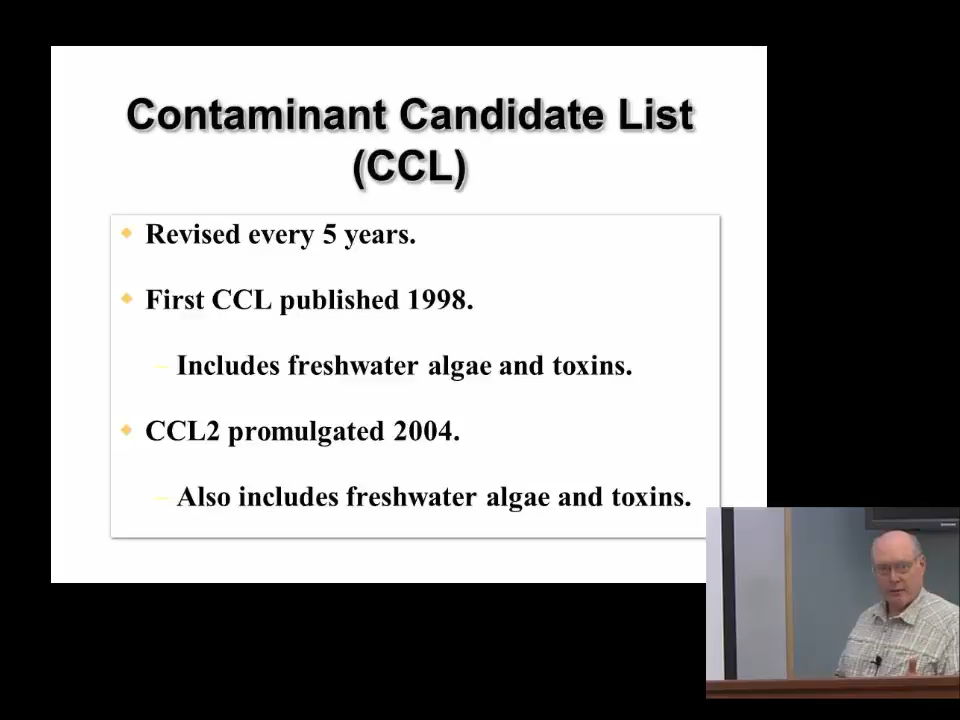 Contaminant Candidate List
(CCL)
Revised every 5 years.
First CCL published 1998.
– Includes freshwater algae and toxins.
CCL2 promulgated 2004.
– Also includes freshwater algae and toxins.